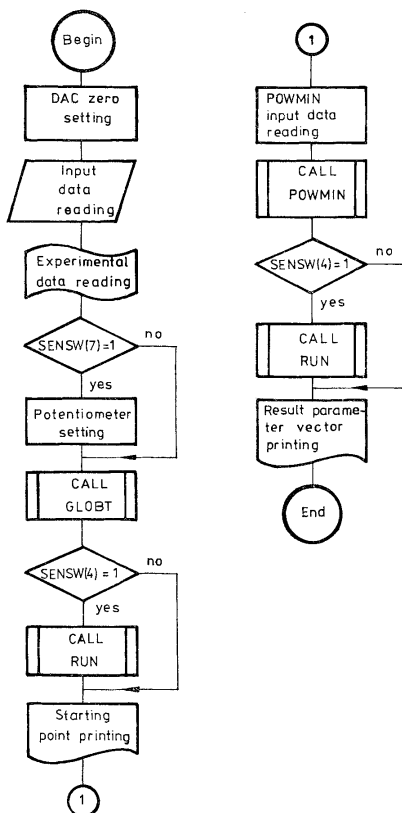 Begin
DAC zero
setting
Input
data
reading
Experimental
data reading
SENSW(7)=1
no
yes
Potentiometer
setting
CALL
GLOBT
SENSW(4) = 1
no
yes
CALL
RUN
Starting
point printing
1
1
POWMIN
input data
reading
CALL
POWMIN
SENSW(4)=1
no
yes
CALL
RUN
Result parame-
ter vector
printing
End